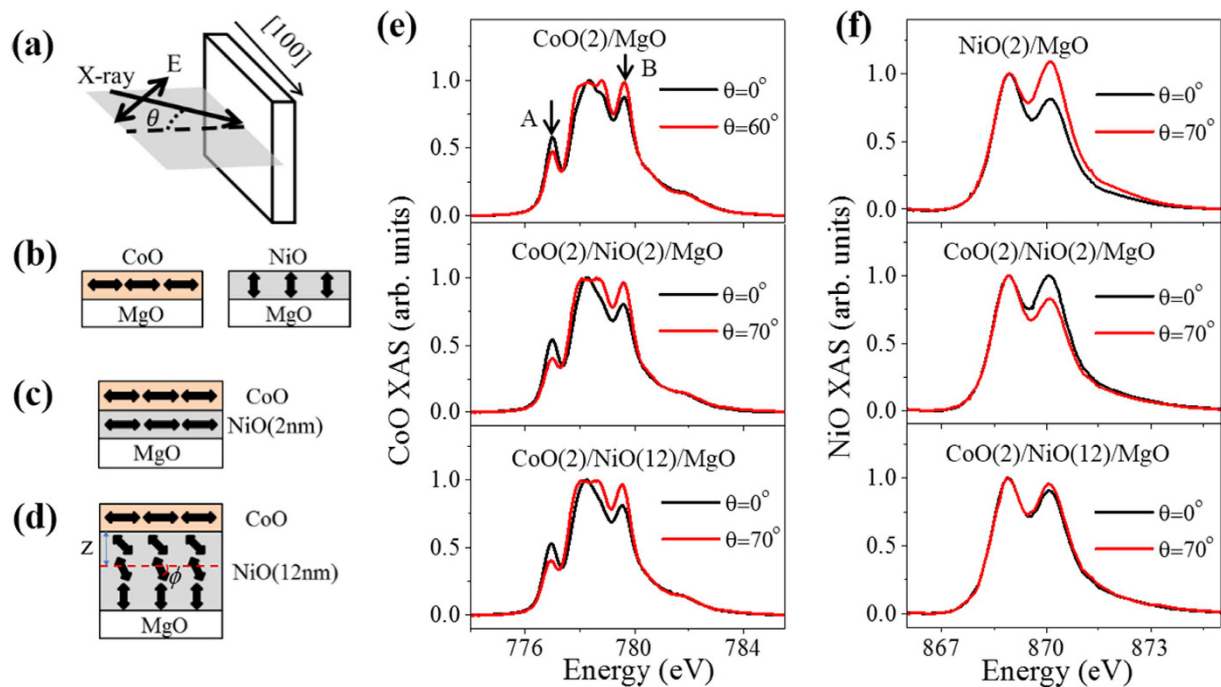 (a)
[100]
X-ray
E
θ
(b)
CoO
NiO
MgO
MgO
(c)
CoO
NiO(2nm)
MgO
(d)
CoO
Z
NiO(12nm)
ϕ
MgO
(e)
CoO XAS (arb. units)
CoO(2)/MgO
A
B
θ=0°
θ=60°
1.0
0.5
0.0
CoO(2)/NiO(2)/MgO
θ=0°
θ=70°
1.0
0.5
0.0
CoO(2)/NiO(12)/MgO
θ=0°
θ=70°
1.0
0.5
0.0
776
780
784
Energy (eV)
(f)
NiO XAS (arb. units)
NiO(2)/MgO
θ=0°
θ=70°
1.0
0.5
0.0
CoO(2)/NiO(2)/MgO
θ=0°
θ=70°
1.0
0.5
0.0
CoO(2)/NiO(12)/MgO
θ=0°
θ=70°
1.0
0.5
0.0
867
870
873
Energy (eV)